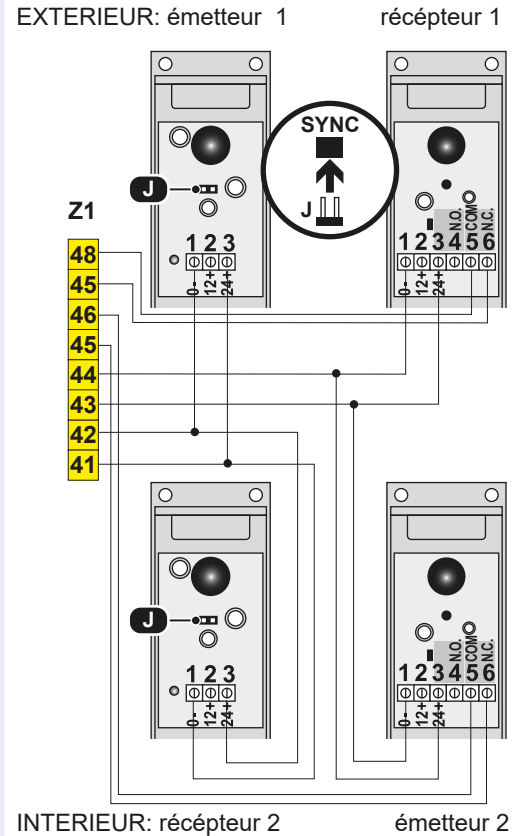 EXTERIEUR: émetteur 1 récépteur 1
SYNC
J
J
Z1
1 2 3
0- 12+ 24+
N.O. COM N.C.
1 2 3 4 5 6
0- 12+ 24+
48
45
46
45
44
43
42
41
J
1 2 3
0- 12+ 24+
N.O. COM N.C.
1 2 3 4 5 6
0- 12+ 24+
INTERIEUR: récépteur 2 émetteur 2